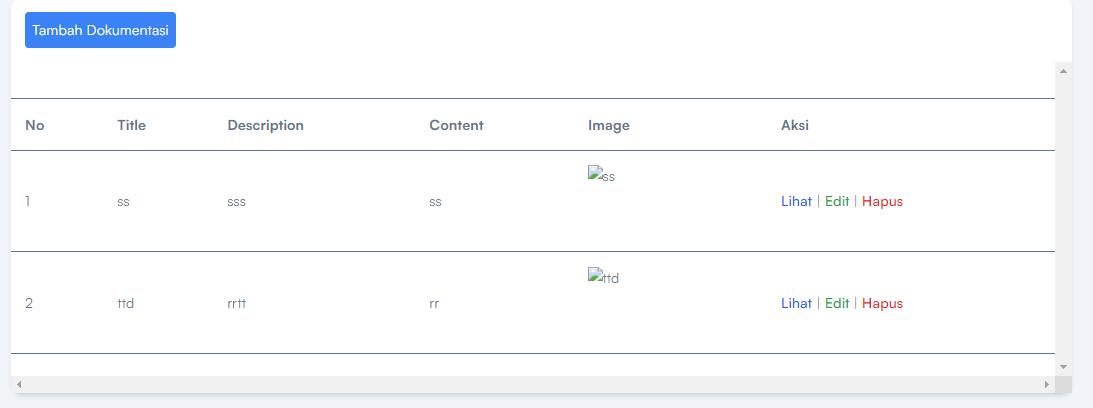 Tambah Dokumentasi
No Title Description Content Image Aksi
1 ss sss ss ss Lihat | Edit | Hapus
2 ttd rrtt rr ttd Lihat | Edit | Hapus